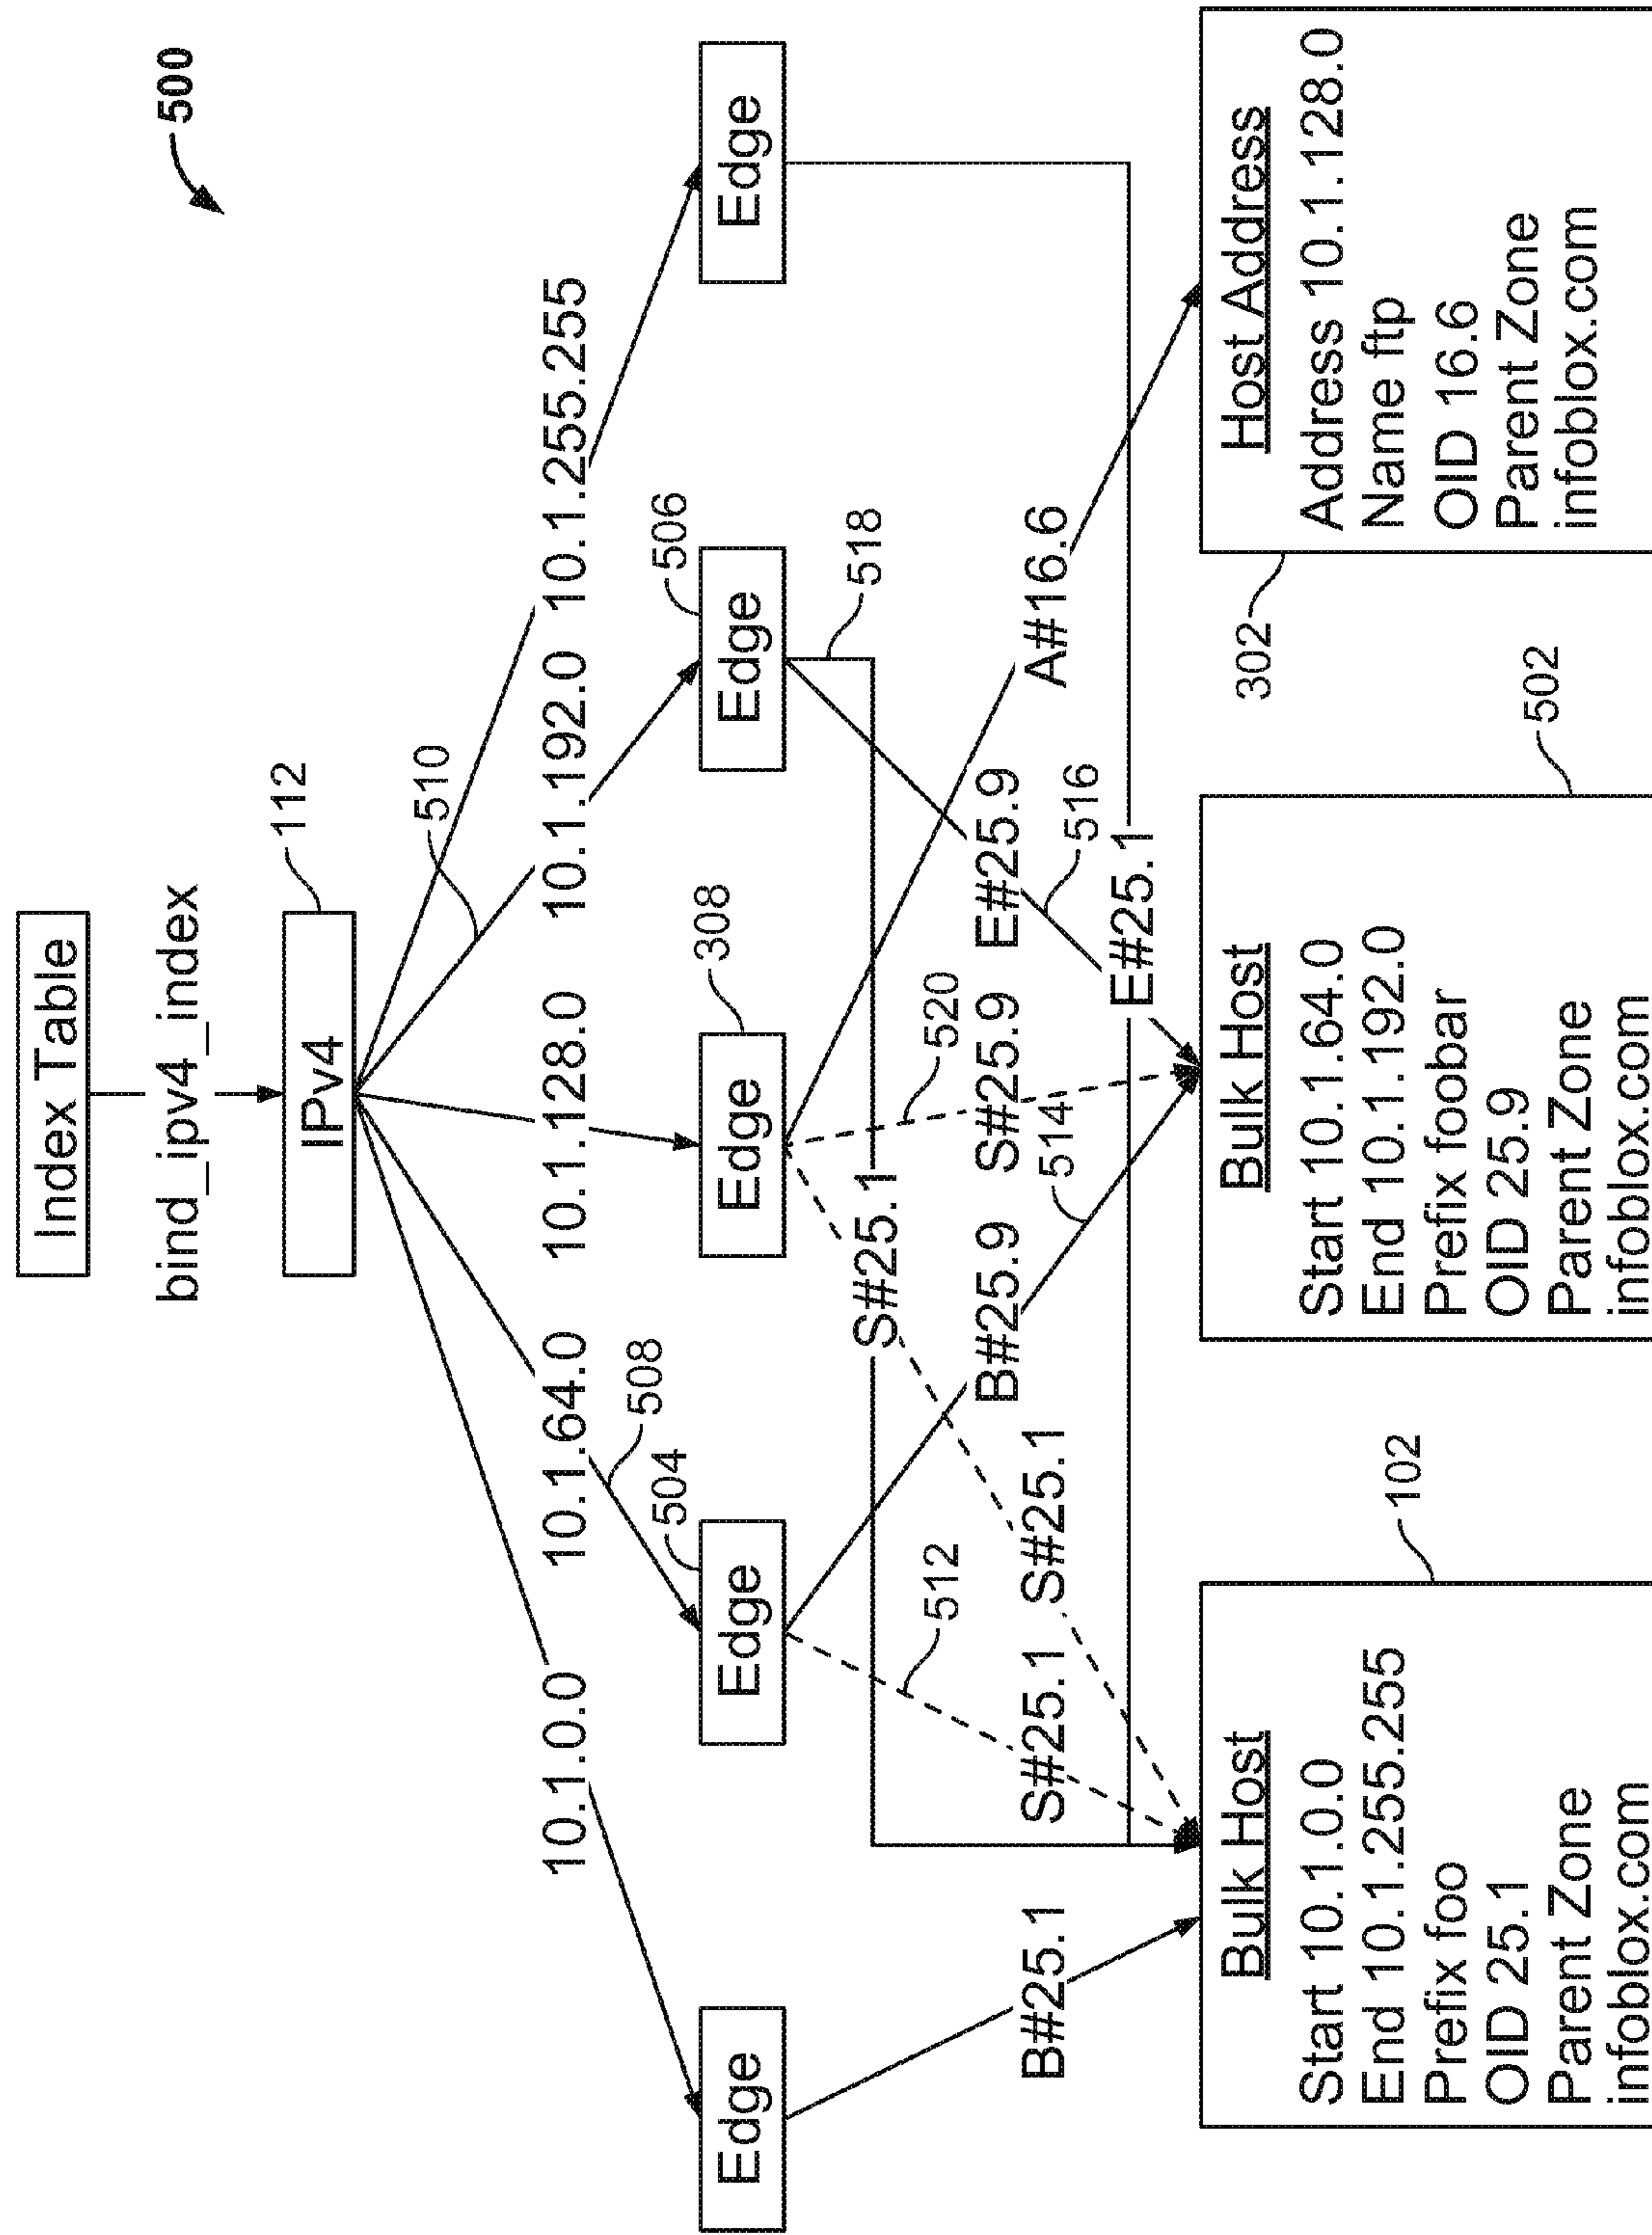 500
Index Table
bind_ipv4_index
IPv4
112
510
10.1.0.0
10.1.64.0
10.1.128.0
10.1.192.0
10.1.255.255
508
504
308
506
Edge
Edge
Edge
Edge
Edge
518
S#25.1
512
520
B#25.9
S#25.9
E#25.9
B#25.1
S#25.1
S#25.1
A#16.6
514
516
E#25.1
102
502
302
Bulk Host
Start 10.1.0.0
End 10.1.255.255
Prefix foo
OID 25.1
Parent Zone
infoblox.com
Bulk Host
Start 10.1.64.0
End 10.1.192.0
Prefix foobar
OID 25.9
Parent Zone
infoblox.com
Host Address
Address 10.1.128.0
Name ftp
OID 16.6
Parent Zone
infoblox.com